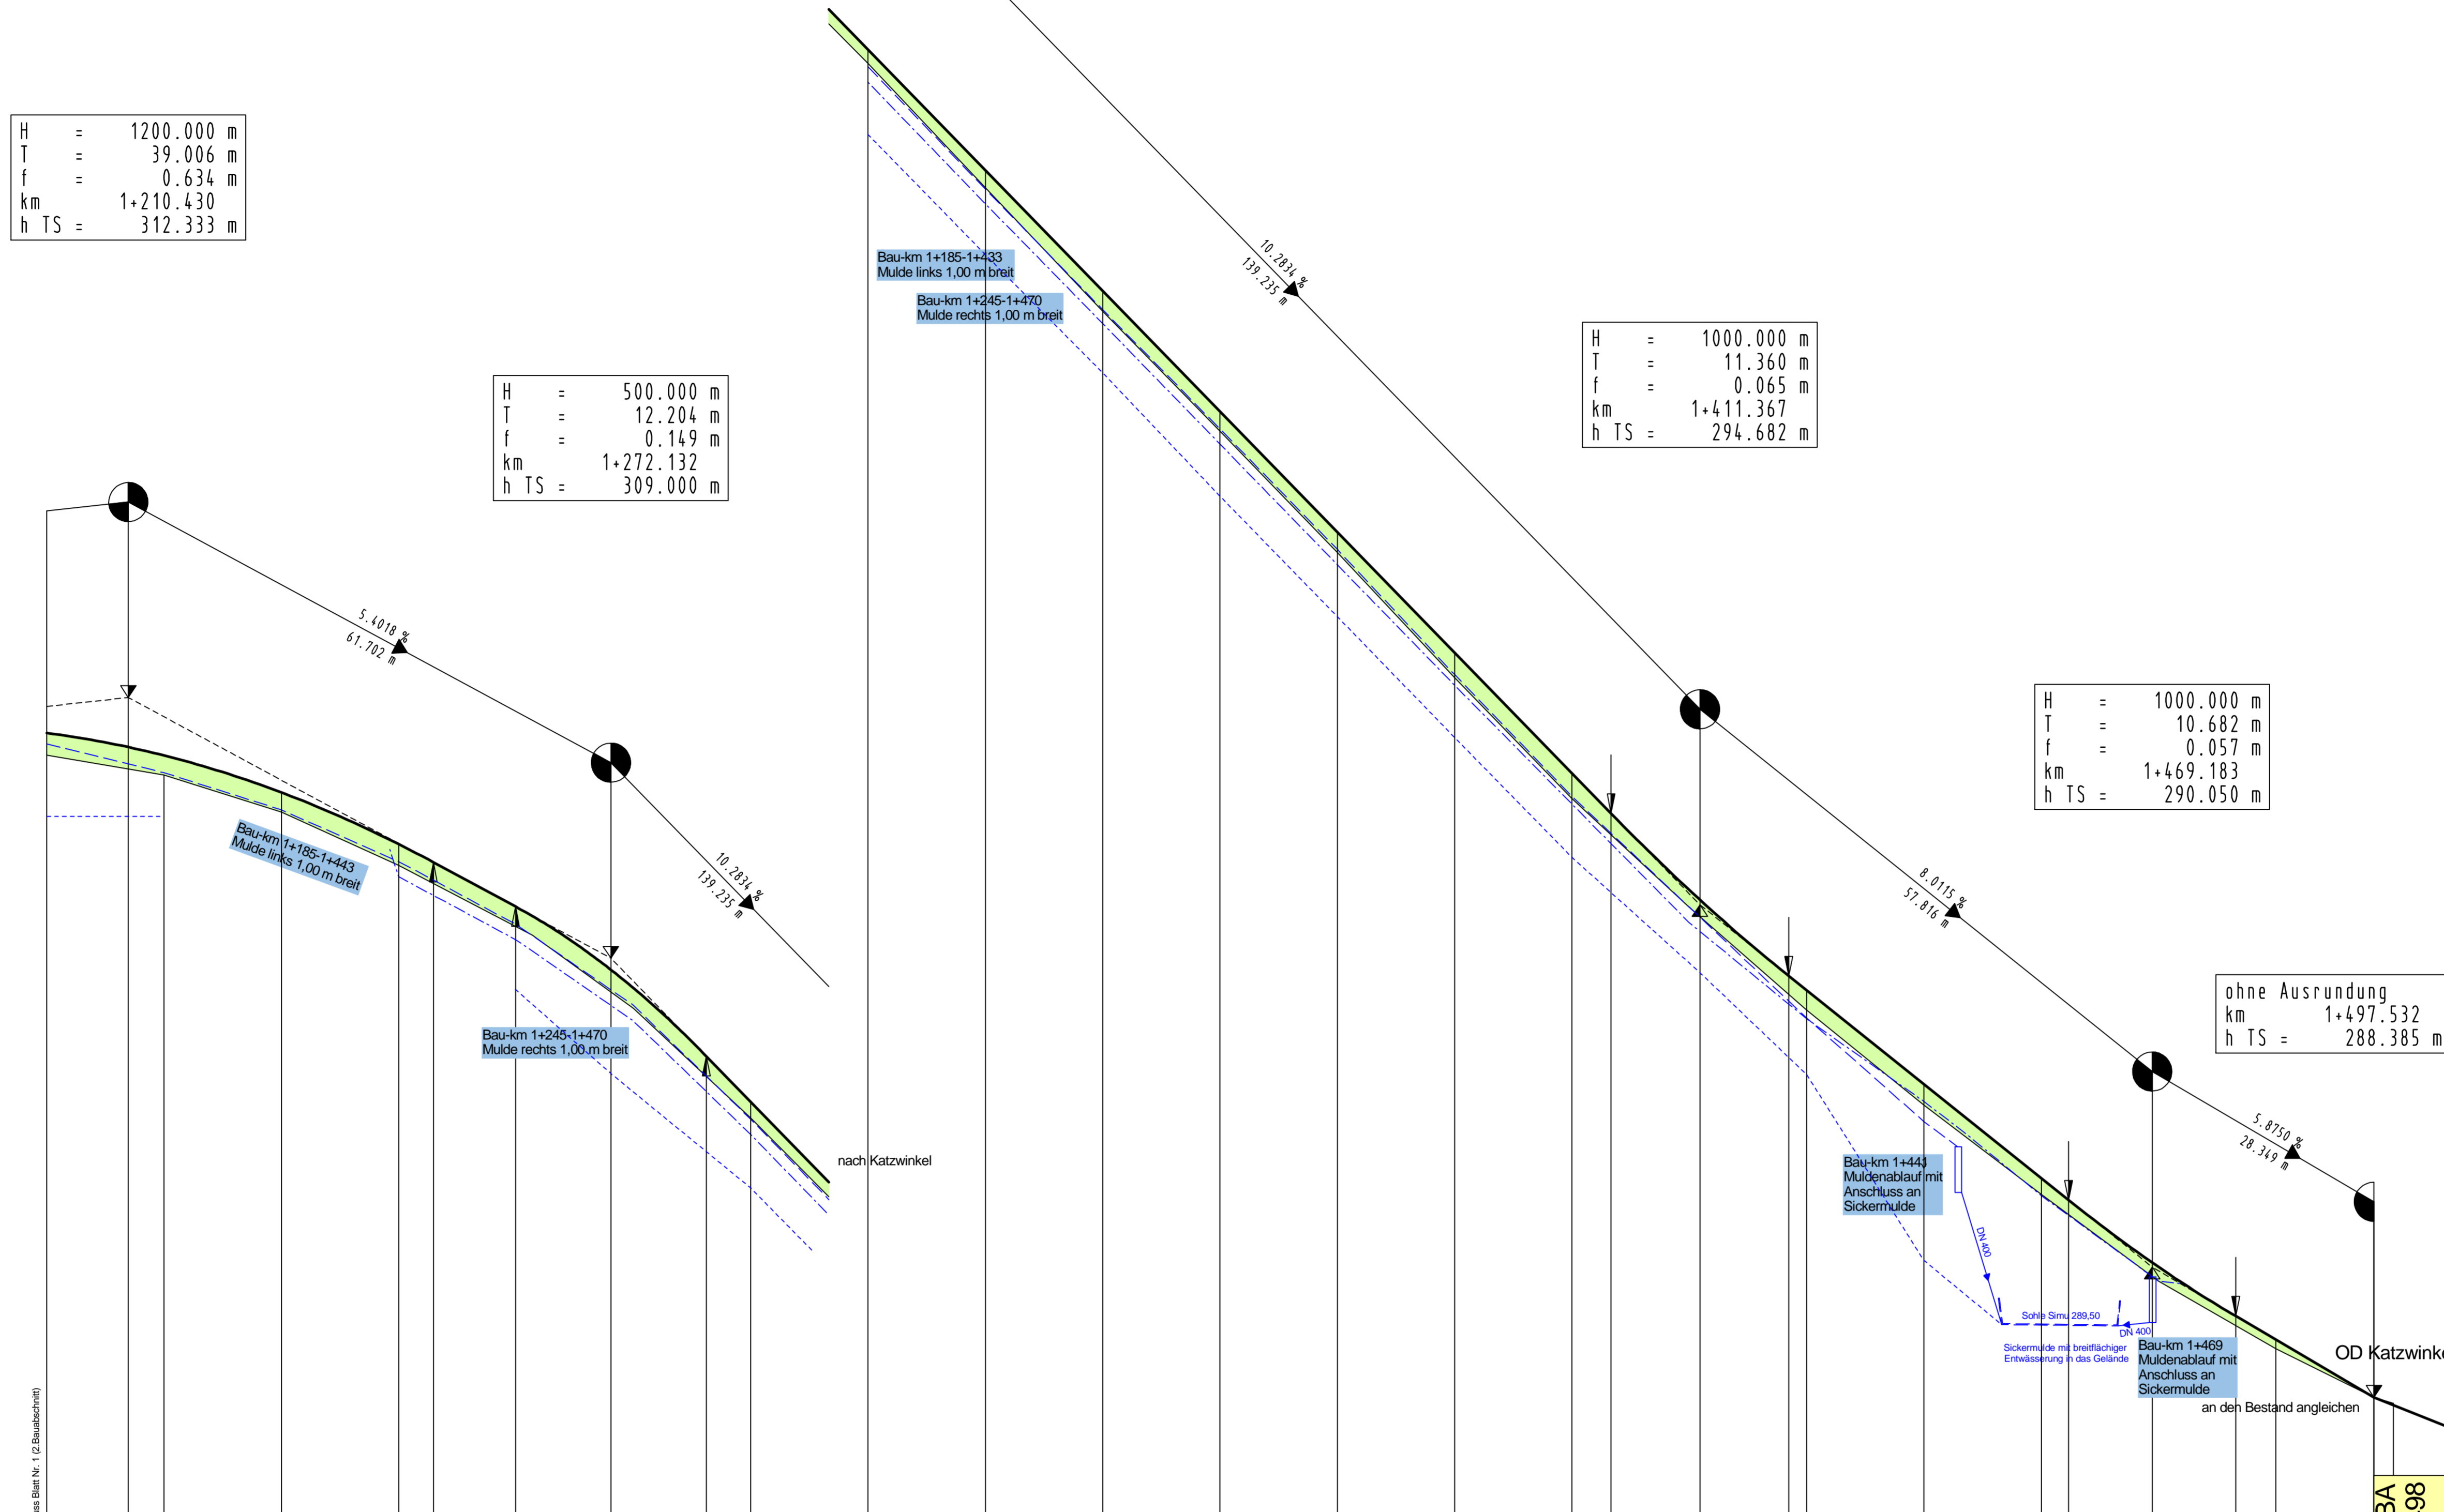 H = 1200.000 m
T = 39.006 m
f = 0.634 m
km 1+210.430
h TS = 312.333 m
H = 500.000 m
T = 12.204 m
f = 0.149 m
km 1+272.132
h TS = 309.000 m
5.4018 %
61.702 m
Bau-km 1+185-1+443
Mulde links 1,00 m breit
10.2834 %
139.235 m
Bau-km 1+245-1+470
Mulde rechts 1,00 m breit
nach Katzwinkel
Bau-km 1+185-1+433
Mulde links 1,00 m breit
Bau-km 1+245-1+470
Mulde rechts 1,00 m breit
10.2834 %
139.235 m
H = 1000.000 m
T = 11.360 m
f = 0.065 m
km 1+411.367
h TS = 294.682 m
H = 1000.000 m
T = 10.682 m
f = 0.057 m
km 1+469.183
h TS = 290.050 m
8.0115 %
57.816 m
ohne Ausrundung
km 1+497.532
h TS = 288.385 m
5.8750 %
28.349 m
Bau-km 1+441
Muldenablauf mit
Anschluss an
Sickermulde
DN 400
Sohle Simu 289,50
DN 400
Sickermulde mit breitflächiger
Entwässerung in das Gelände
Bau-km 1+469
Muldenablauf mit
Anschluss an
Sickermulde
OD Katzwinke
an den Bestand angleichen
Blatt Nr. 1 (2.Bauabschnitt)